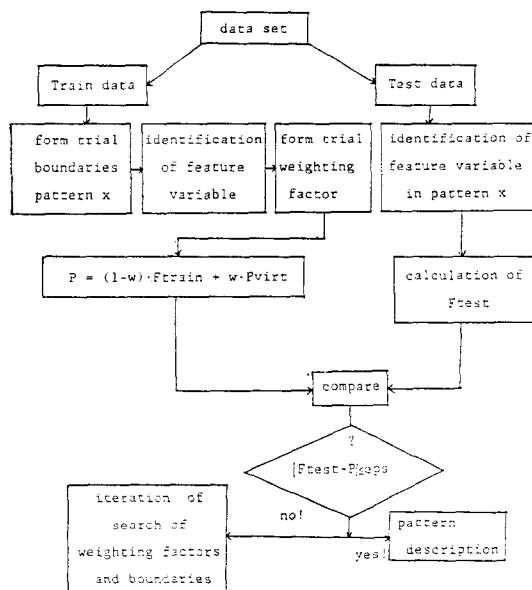 data set
Train data
Test data
form trial
boundaries
pattern x
identification
of feature
variable
form trial
weighting
factor
identification of
feature variable
in pattern x
P = (1-w)·Ftrain + w·Pvirt
calculation of
Ftest
compare
?
|Ftest-P|≤eps
no!
yes!
iteration of
search of
weighting factors
and boundaries
pattern
description